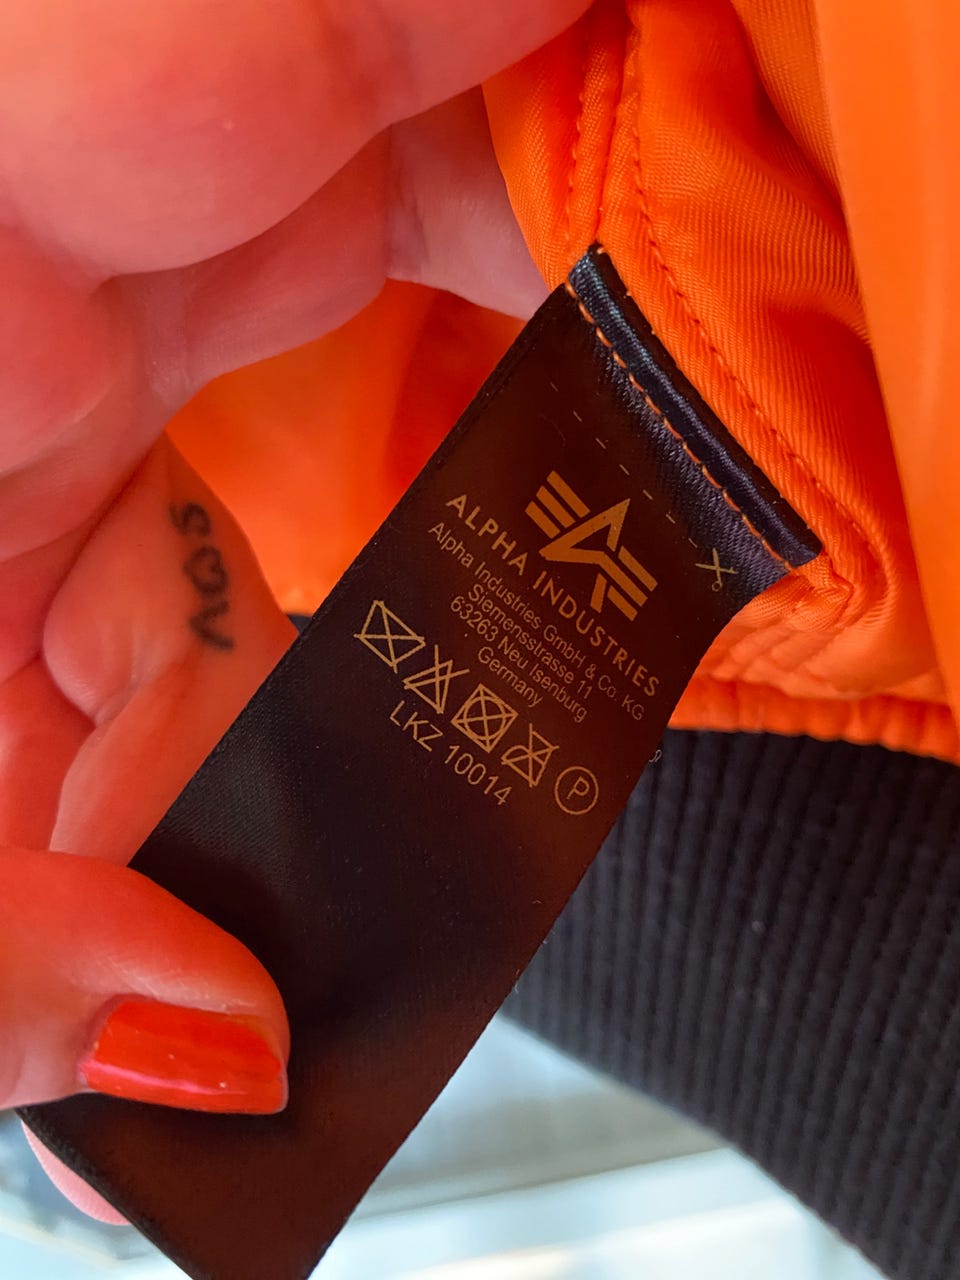 ALPHA INDUSTRIES
Alpha Industries GmbH & Co. KG
Siemensstrasse 11
63263 Neu Isenburg
Germany
P
LKZ 10014